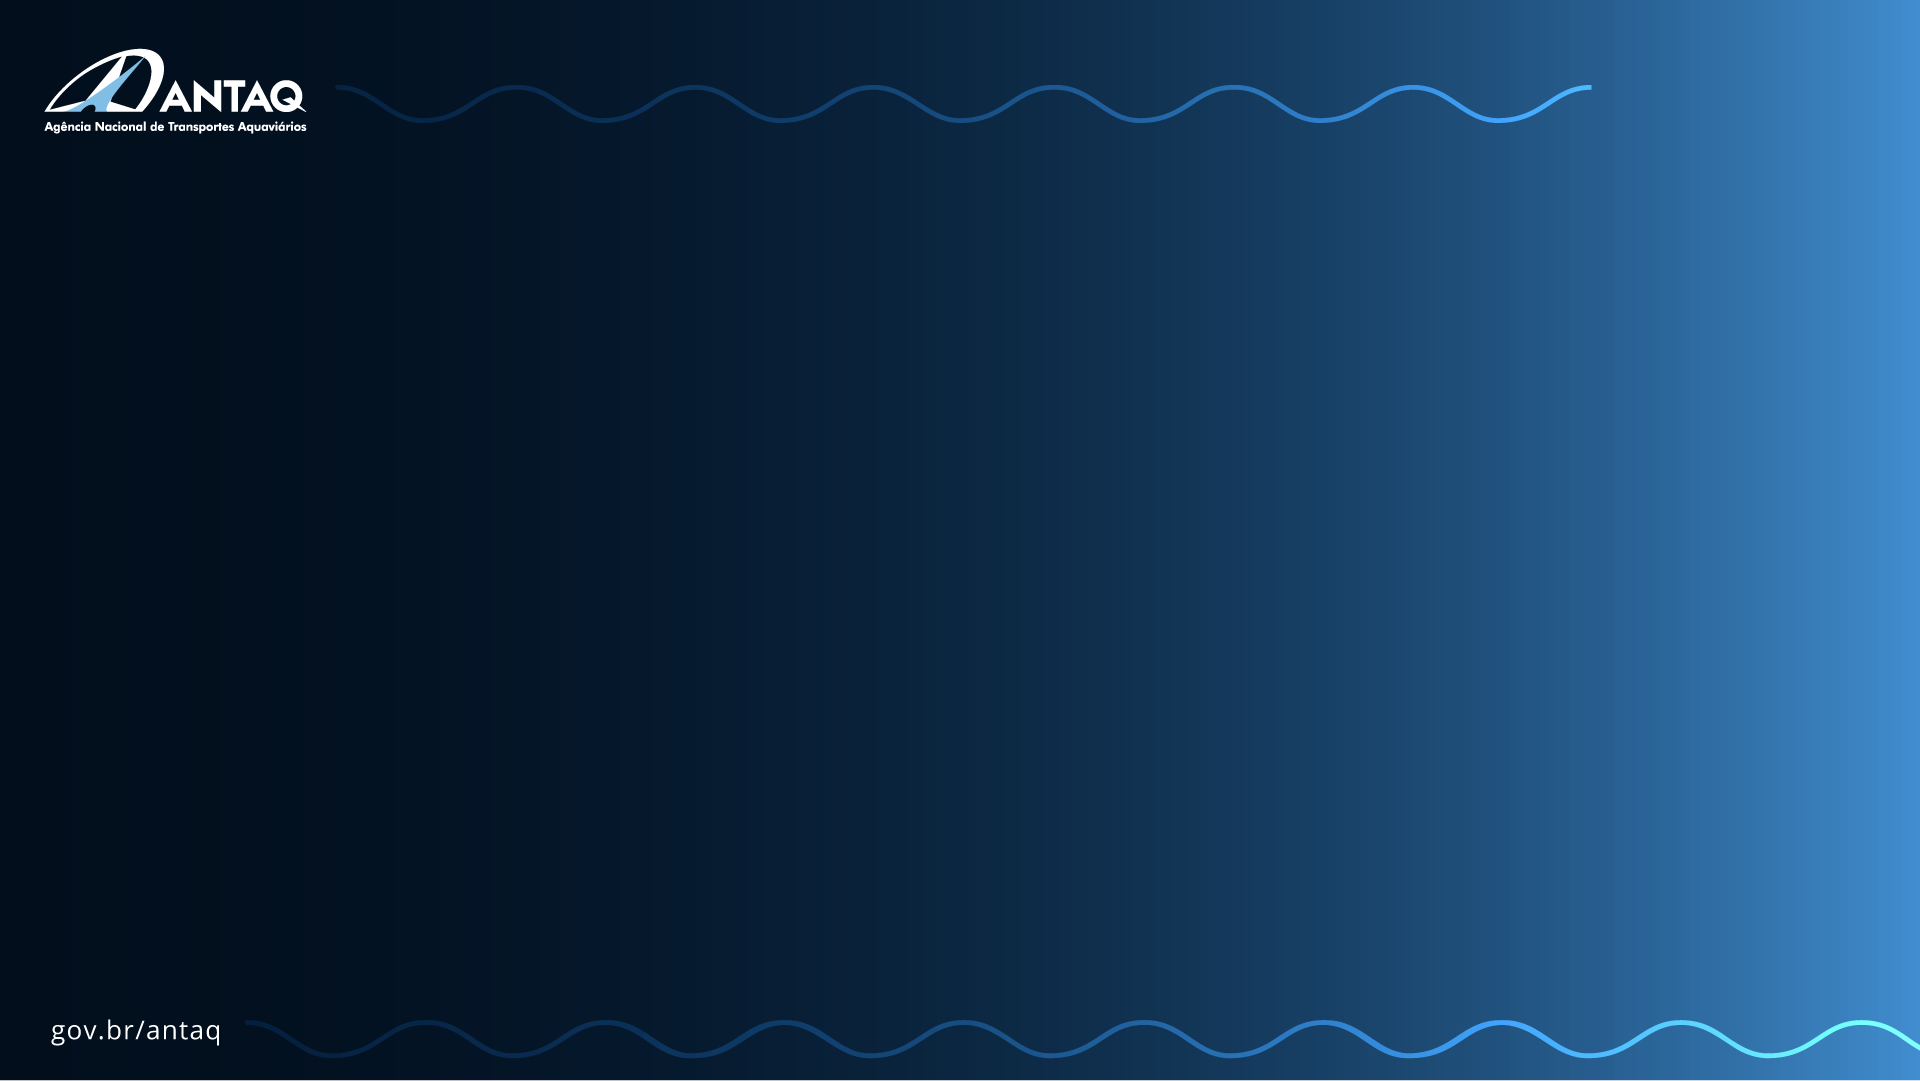 ANTAQ
Agência Nacional de Transportes Aquaviários
gov.br/antaq